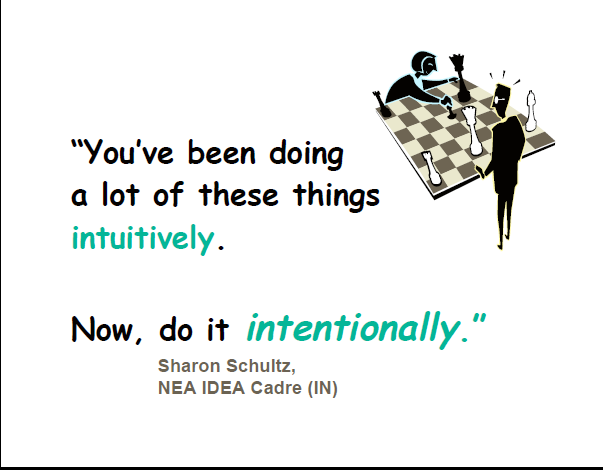 “You’ve been doing
a lot of these things
intuitively.
Now, do it intentionally.”
Sharon Schultz,
NEA IDEA Cadre (IN)